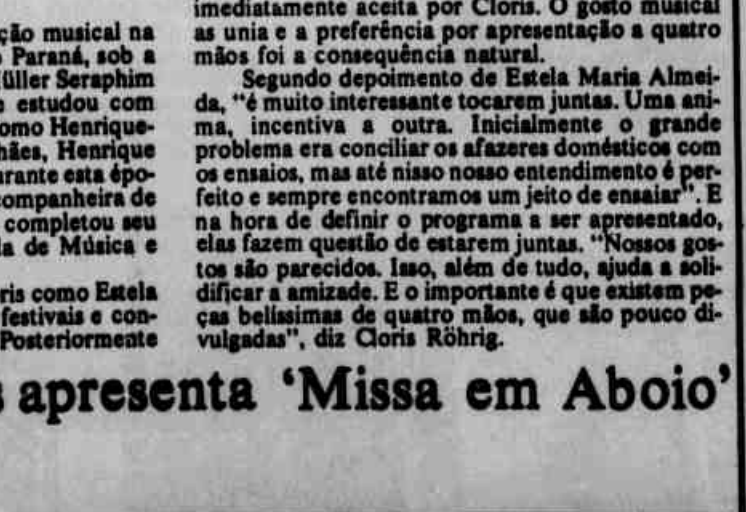 ção musical na
Paraná, sob a
üller Seraphim
estudou com
omo Henrique-
hães, Henrique
urante esta épo-
companheira de
completou seu
la de Música e
ris como Estela
festivais e con-
Posteriormente
imediatamente aceita por Cloris. O gosto musical
as unia e a preferência por apresentação a quatro
mãos foi a consequência natural.
Segundo depoimento de Estela Maria Almei-
da, "é muito interessante tocarem juntas. Uma ani-
ma, incentiva a outra. Inicialmente o grande
problema era conciliar os afazeres domésticos com
os ensaios, mas até nisso nosso entendimento é per-
feito e sempre encontramos um jeito de ensaiar". E
na hora de definir o programa a ser apresentado,
elas fazem questão de estarem juntas. "Nossos gos-
tos são parecidos. Isso, além de tudo, ajuda a soli-
dificar a amizade. E o importante é que existem pe-
ças belíssimas de quatro mãos, que são pouco di-
vulgadas", diz Cloris Röhrig.
s apresenta 'Missa em Aboio'